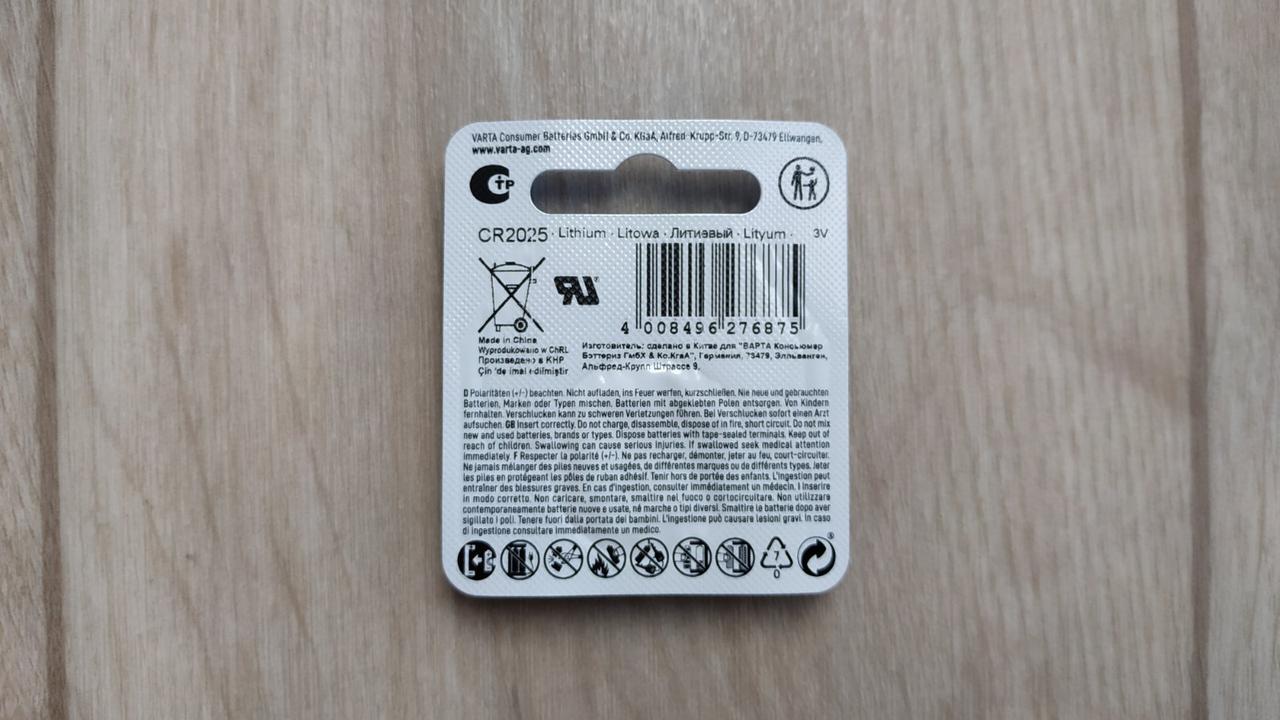 VARTA Consumer Batteries GmbH & Co. KGaA, Alfred-Krupp-Str. 9, D-73479 Ellwangen,
www.varta-ag.com
CTP
CR2025 · Lithium · Litowa · Литиевый · Lityum · 3V
4 008496 276875
Made in China
Wyprodukowano w ChRL
Произведено в КНР
Çin 'de imal edilmiştir
Изготовитель: сделано в Китае для "ВАРТА Консьюмер
Бэттериз ГмбХ & Ко.КгаА", Германия, 73479, Элльванген,
Альфред-Крупп Штрассе 9,
D Polaritäten (+/-) beachten. Nicht aufladen, ins Feuer werfen, kurzschließen. Nie neue und gebrauchten
Batterien, Marken oder Typen mischen. Batterien mit abgeklebten Polen entsorgen. Von Kindern
fernhalten. Verschlucken kann zu schweren Verletzungen führen. Bei Verschlucken sofort einen Arzt
aufsuchen. GB Insert correctly. Do not charge, disassemble, dispose of in fire, short circuit. Do not mix
new and used batteries, brands or types. Dispose batteries with tape-sealed terminals. Keep out of
reach of children. Swallowing can cause serious injuries. If swallowed seek medical attention
immediately. F Respecter la polarité (+/-). Ne pas recharger, démonter, jeter au feu, court-circuiter.
Ne jamais mélanger des piles neuves et usagées, de différentes marques ou de différents types. Jeter
les piles en protégeant les pôles de ruban adhésif. Tenir hors de portée des enfants. L'ingestion peut
entraîner des blessures graves. En cas d'ingestion, consulter immédiatement un médecin. I Inserire
in modo corretto. Non caricare, smontare, smaltire nel fuoco o cortocircuitare. Non utilizzare
contemporaneamente batterie nuove e usate, né marche o tipi diversi. Smaltire le batterie dopo aver
sigillato i poli. Tenere fuori dalla portata dei bambini. L'ingestione può causare lesioni gravi. In caso
di ingestione consultare immediatamente un medico.
7
0